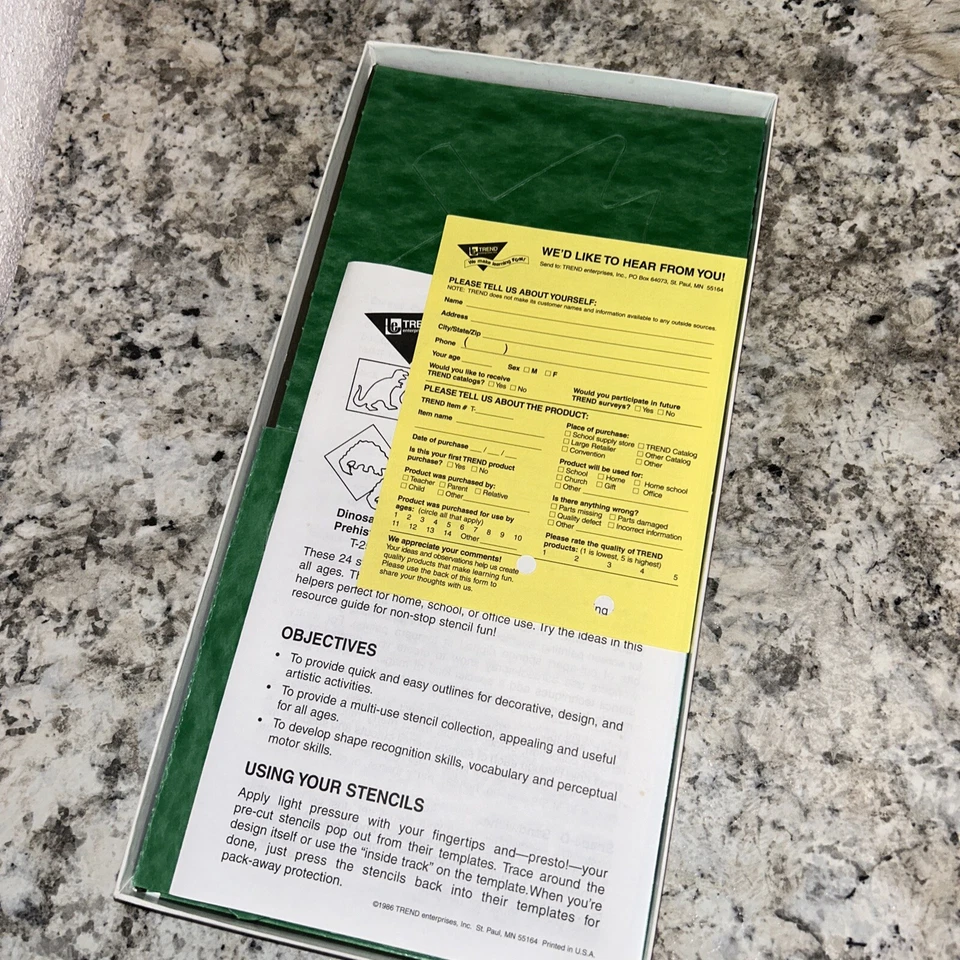 TREND
We make learning FUN!
WE'D LIKE TO HEAR FROM YOU!
Send to: TREND enterprises, Inc., PO Box 64073, St. Paul, MN 55164
PLEASE TELL US ABOUT YOURSELF:
NOTE: TREND does not make its customer names and information available to any outside sources.
Name
Address
City/State/Zip
Phone ( )
Your age Sex □ M □ F
Would you like to receive
TREND catalogs? □ Yes □ No
Would you participate in future
TREND surveys? □ Yes □ No
PLEASE TELL US ABOUT THE PRODUCT:
TREND Item # T-
Item name
Date of purchase / /
Is this your first TREND product
purchase? □ Yes □ No
Product was purchased by:
□ Teacher □ Parent □ Relative
□ Child □ Other
Product was purchased for use by
ages: (circle all that apply)
1 2 3 4 5 6 7 8 9 10
11 12 13 14 Other
We appreciate your comments!
Your ideas and observations help us create
quality products that make learning fun.
Please use the back of this form to
share your thoughts with us.
Place of purchase:
□ School supply store □ TREND Catalog
□ Large Retailer □ Other Catalog
□ Convention □ Other
Product will be used for:
□ School □ Home □ Home school
□ Church □ Gift □ Office
□ Other
Is there anything wrong?
□ Parts missing □ Parts damaged
□ Quality defect □ Incorrect information
□ Other
Please rate the quality of TREND
products: (1 is lowest, 5 is highest)
1 2 3 4 5
TRE
enterpri
Dinosa
Prehis
T-2
These 24 s
all ages. Th ng
helpers perfect for home, school, or office use. Try the ideas in this
resource guide for non-stop stencil fun!
OBJECTIVES
• To provide quick and easy outlines for decorative, design, and
artistic activities.
• To provide a multi-use stencil collection, appealing and useful
for all ages.
• To develop shape recognition skills, vocabulary and perceptual
motor skills.
USING YOUR STENCILS
Apply light pressure with your fingertips and—presto!—your
pre-cut stencils pop out from their templates. Trace around the
design itself or use the "inside track" on the template.When you're
done, just press the stencils back into their templates for
pack-away protection.
©1986 TREND enterprises, Inc. St. Paul, MN 55164 Printed in U.S.A.